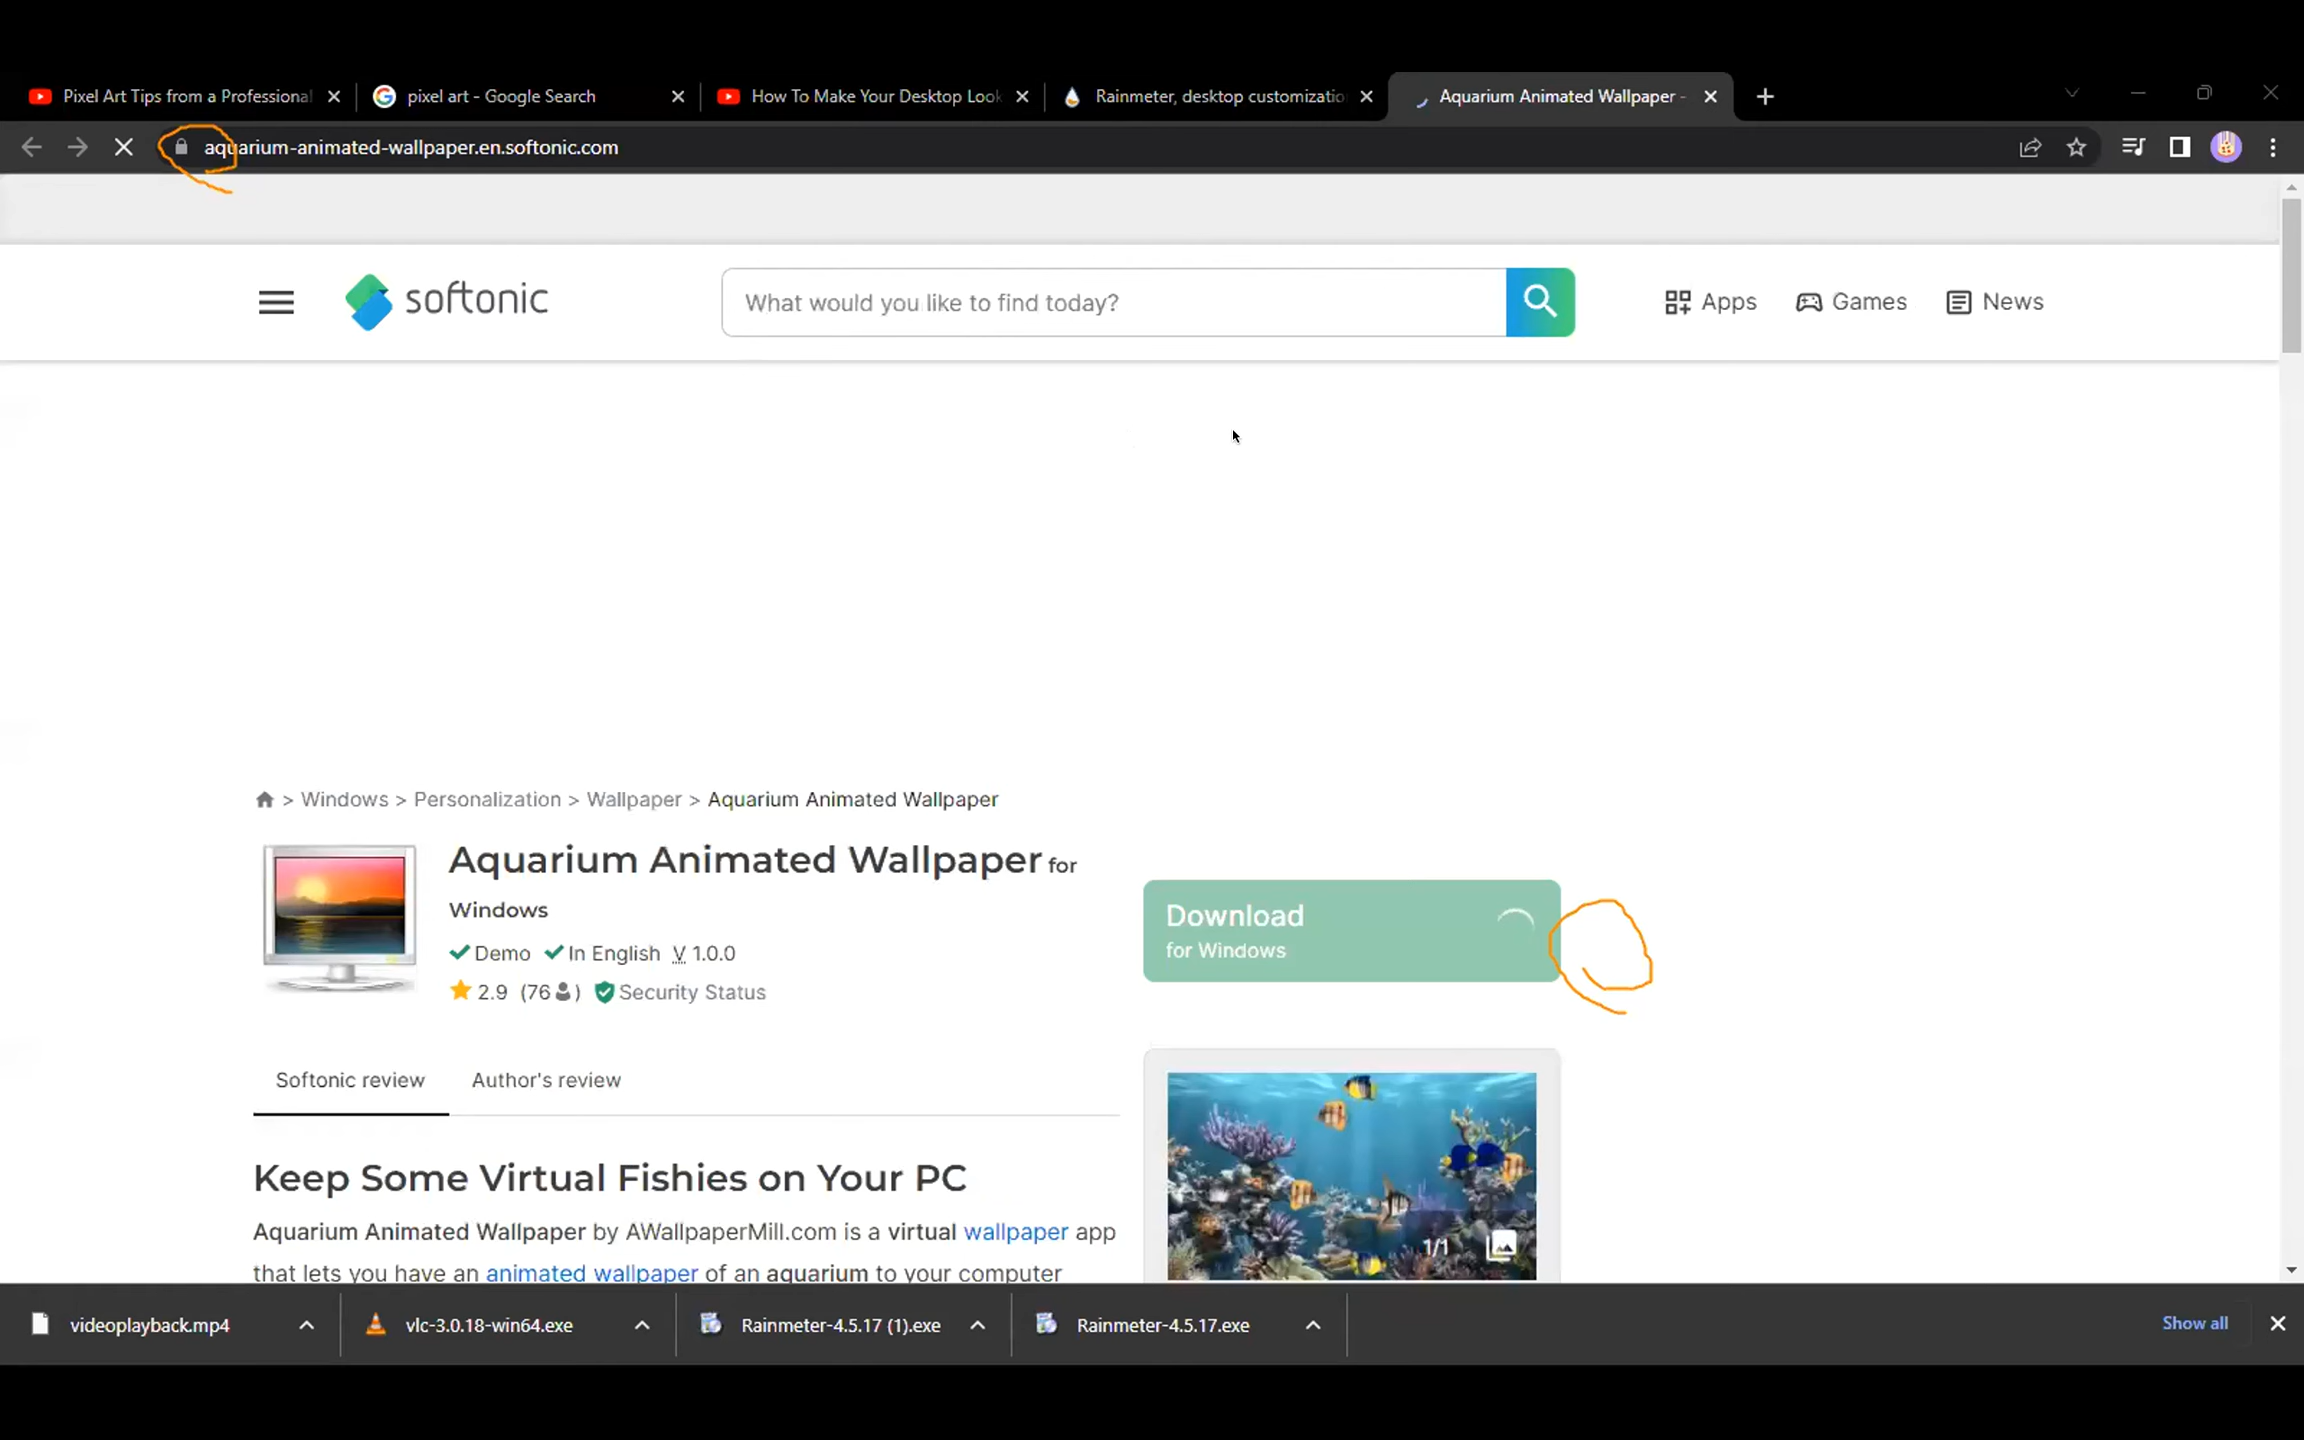 Pixel Art Tips from a Professional
pixel art - Google Search
How To Make Your Desktop Look
Rainmeter, desktop customizatio
Aquarium Animated Wallpaper -
aquarium-animated-wallpaper.en.softonic.com
softonic
What would you like to find today?
Apps
Games
News
> Windows > Personalization > Wallpaper > Aquarium Animated Wallpaper
Aquarium Animated Wallpaper for
Windows
Demo In English V 1.0.0
2.9 (76 ) Security Status
Download
for Windows
Softonic review
Author's review
1/1
Keep Some Virtual Fishies on Your PC
Aquarium Animated Wallpaper by AWallpaperMill.com is a virtual wallpaper app
that lets you have an animated wallpaper of an aquarium to your computer
videoplayback.mp4
vlc-3.0.18-win64.exe
Rainmeter-4.5.17 (1).exe
Rainmeter-4.5.17.exe
Show all